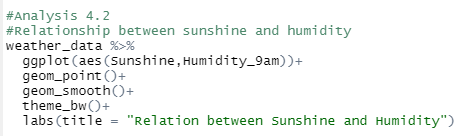 #Analysis 4.2
#Relationship between sunshine and humidity
weather_data %>%
  ggplot(aes(Sunshine,Humidity_9am))+
  geom_point()+
  geom_smooth()+
  theme_bw()+
  labs(title = "Relation between Sunshine and Humidity")